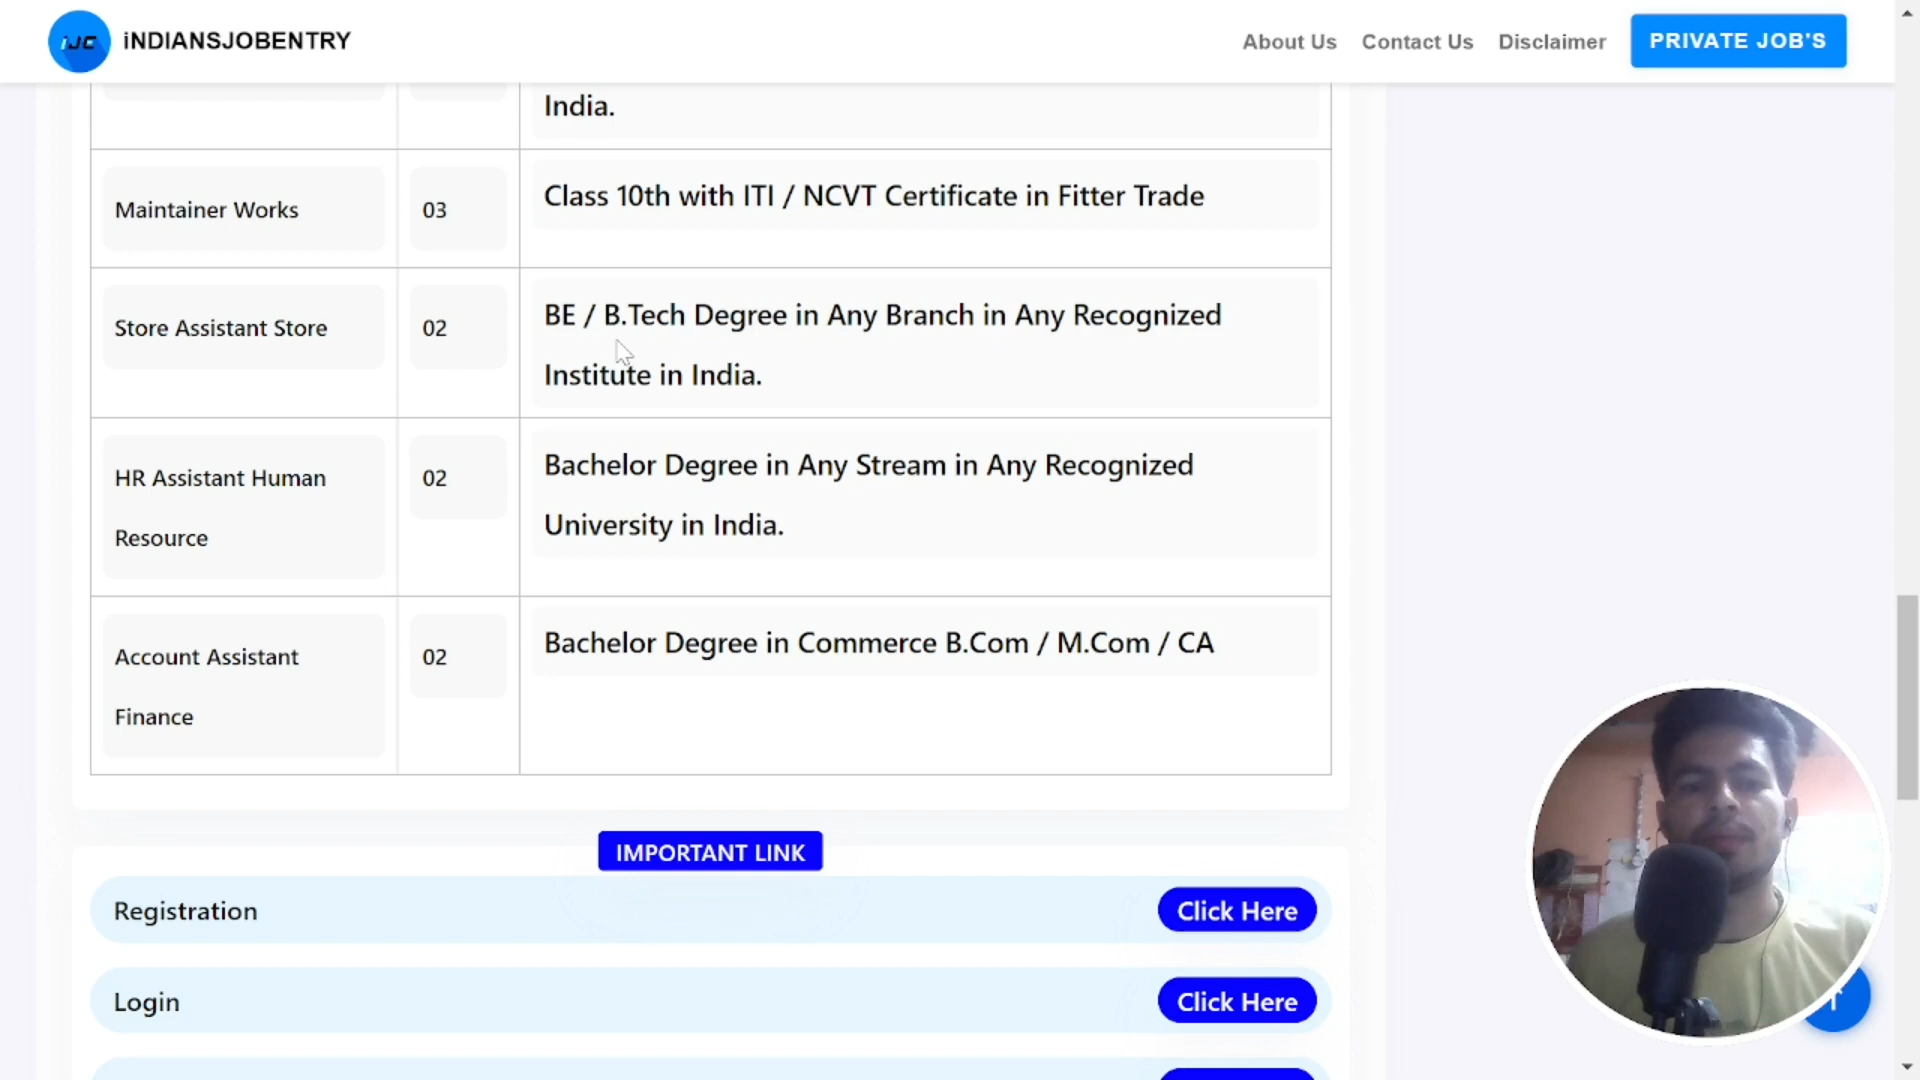 iJC iNDIANSJOBENTRY About Us Contact Us Disclaimer PRIVATE JOB'S
India.
Maintainer Works 03 Class 10th with ITI / NCVT Certificate in Fitter Trade
Store Assistant Store 02 BE / B.Tech Degree in Any Branch in Any Recognized
Institute in India.
HR Assistant Human 02 Bachelor Degree in Any Stream in Any Recognized
Resource University in India.
Account Assistant 02 Bachelor Degree in Commerce B.Com / M.Com / CA
Finance
IMPORTANT LINK
Registration Click Here
Login Click Here